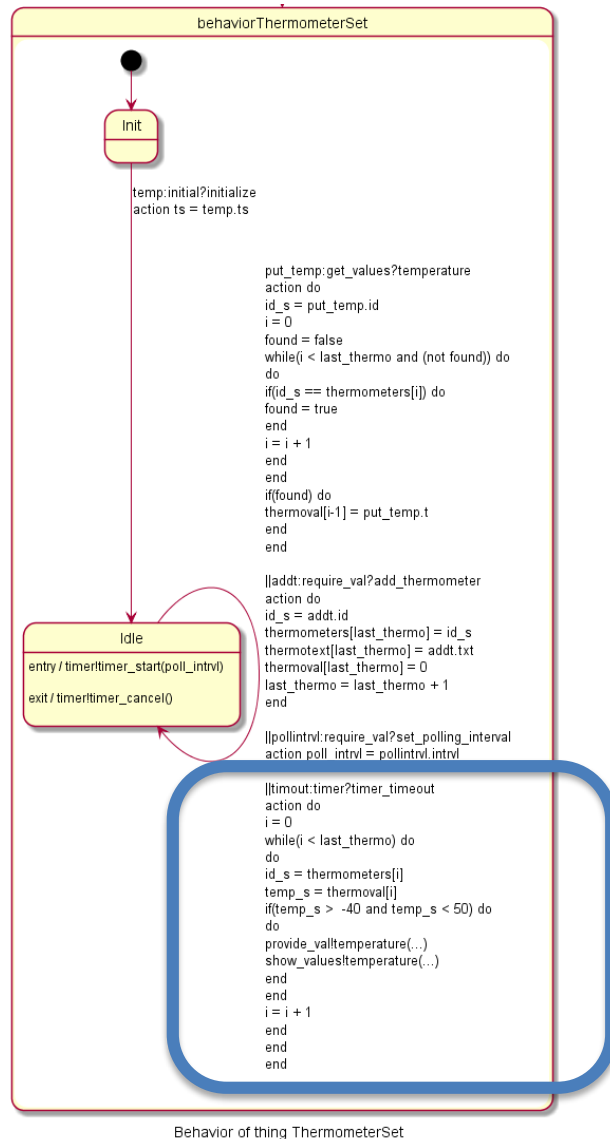 behaviorThermometerSet
Init
temp:initial?initialize
action ts = temp.ts
put_temp:get_values?temperature
action do
id_s = put_temp.id
i = 0
found = false
while(i < last_thermo and (not found)) do
do
if(id_s == thermometers[i]) do
found = true
end
i = i + 1
end
end
if(found) do
thermoval[i-1] = put_temp.t
end
end
||addt:require_val?add_thermometer
action do
id_s = addt.id
thermometers[last_thermo] = id_s
thermotext[last_thermo] = addt.txt
thermoval[last_thermo] = 0
last_thermo = last_thermo + 1
end
Idle
entry / timer!timer_start(poll_intrvl)
exit / timer!timer_cancel()
||pollintrvl:require_val?set_polling_interval
action poll_intrvl = pollintrvl.intrvl
||timout:timer?timer_timeout
action do
i = 0
while(i < last_thermo) do
do
id_s = thermometers[i]
temp_s = thermoval[i]
if(temp_s > -40 and temp_s < 50) do
do
provide_val!temperature(...)
show_values!temperature(...)
end
end
i = i + 1
end
end
end
Behavior of thing ThermometerSet